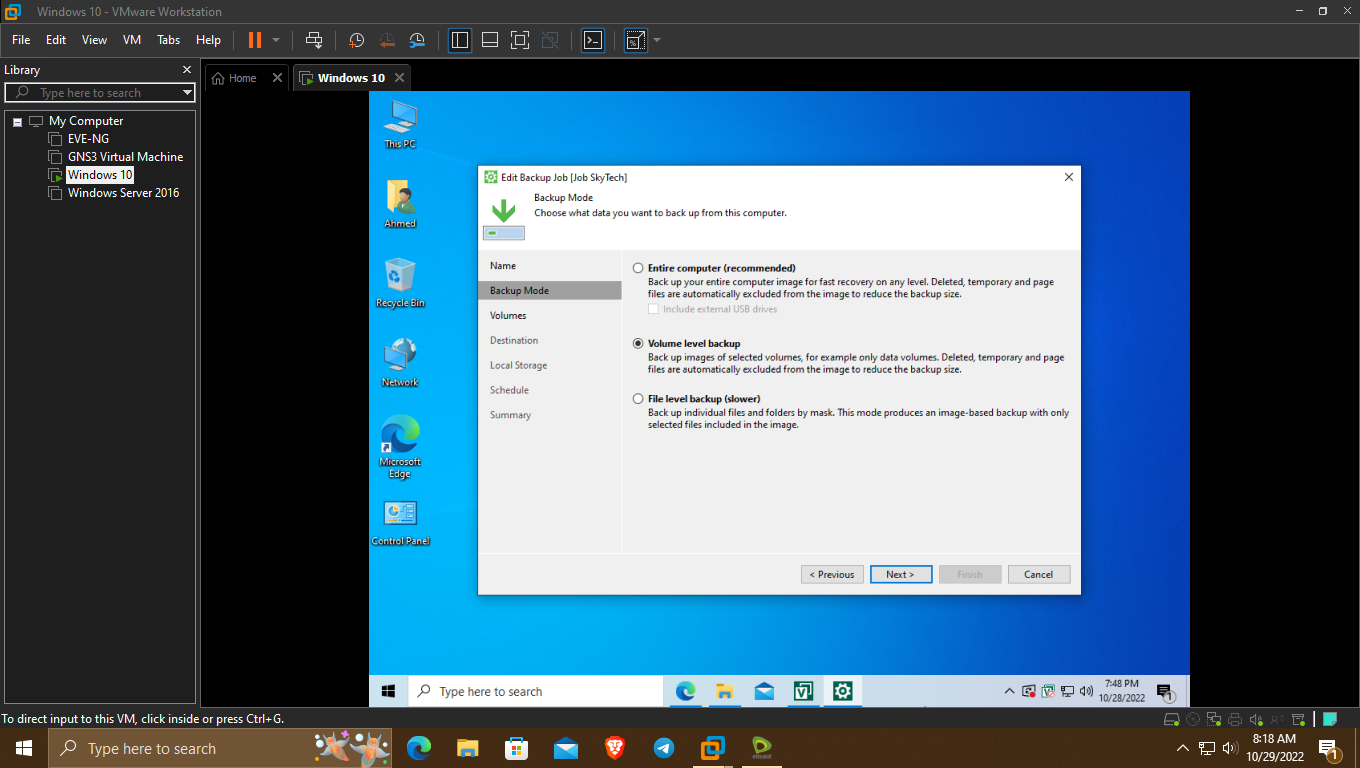 Windows 10 - VMware Workstation
File Edit View VM Tabs Help
Library
Type here to search
My Computer
EVE-NG
GNS3 Virtual Machine
Windows 10
Windows Server 2016
Home
Windows 10
This PC
Ahmed
Recycle Bin
Network
Microsoft
Edge
Control Panel
Edit Backup Job [Job SkyTech]
Backup Mode
Choose what data you want to back up from this computer.
Name
Backup Mode
Volumes
Destination
Local Storage
Schedule
Summary
Entire computer (recommended)
Back up your entire computer image for fast recovery on any level. Deleted, temporary and page
files are automatically excluded from the image to reduce the backup size.
Include external USB drives
Volume level backup
Back up images of selected volumes, for example only data volumes. Deleted, temporary and page
files are automatically excluded from the image to reduce the backup size.
File level backup (slower)
Back up individual files and folders by mask. This mode produces an image-based backup with only
selected files included in the image.
< Previous Next > Finish Cancel
Type here to search
7:48 PM
10/28/2022
1
To direct input to this VM, click inside or press Ctrl+G.
Type here to search
8:18 AM
10/29/2022
1